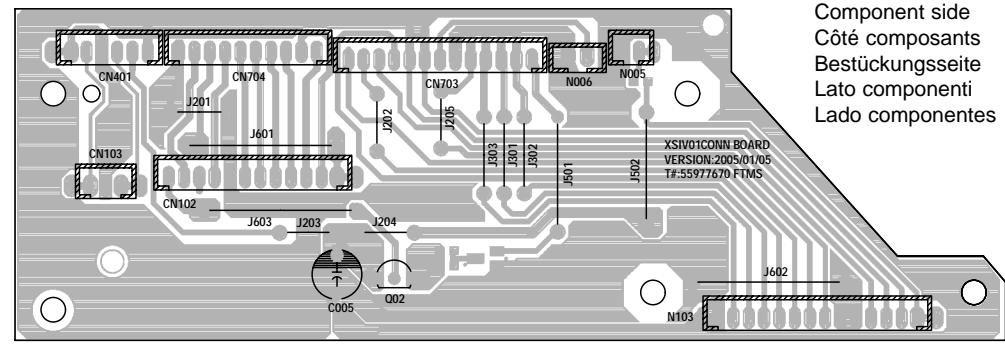 Component side
Côté composants
Bestückungsseite
Lato componenti
Lado componentes
CN401
CN704
CN703
N006
N005
J201
J202
J205
J601
CN103
J303
J301
J302
J501
J502
XSIV01CONN BOARD
VERSION:2005/01/05
T#:55977670 FTMS
CN102
J603
J203
J204
C005
Q02
J602
N103